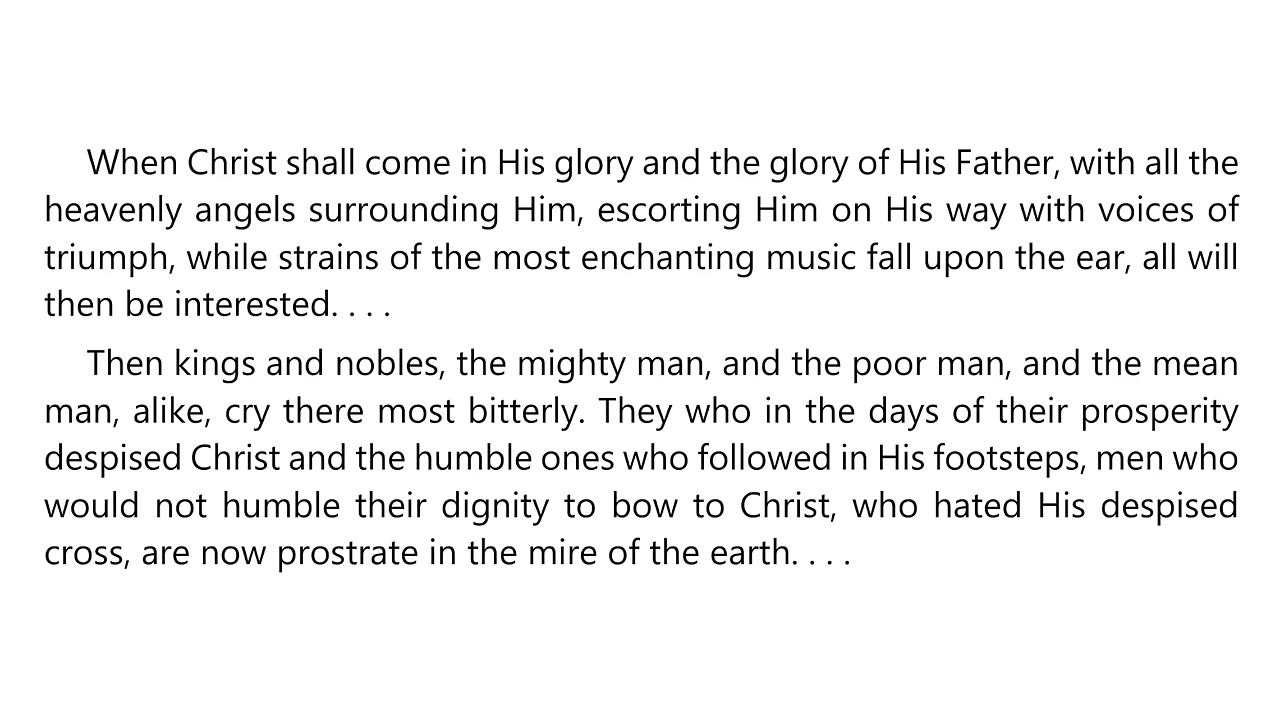 When Christ shall come in His glory and the glory of His Father, with all the
heavenly angels surrounding Him, escorting Him on His way with voices of
triumph, while strains of the most enchanting music fall upon the ear, all will
then be interested. . . .
Then kings and nobles, the mighty man, and the poor man, and the mean
man, alike, cry there most bitterly. They who in the days of their prosperity
despised Christ and the humble ones who followed in His footsteps, men who
would not humble their dignity to bow to Christ, who hated His despised
cross, are now prostrate in the mire of the earth. . . .